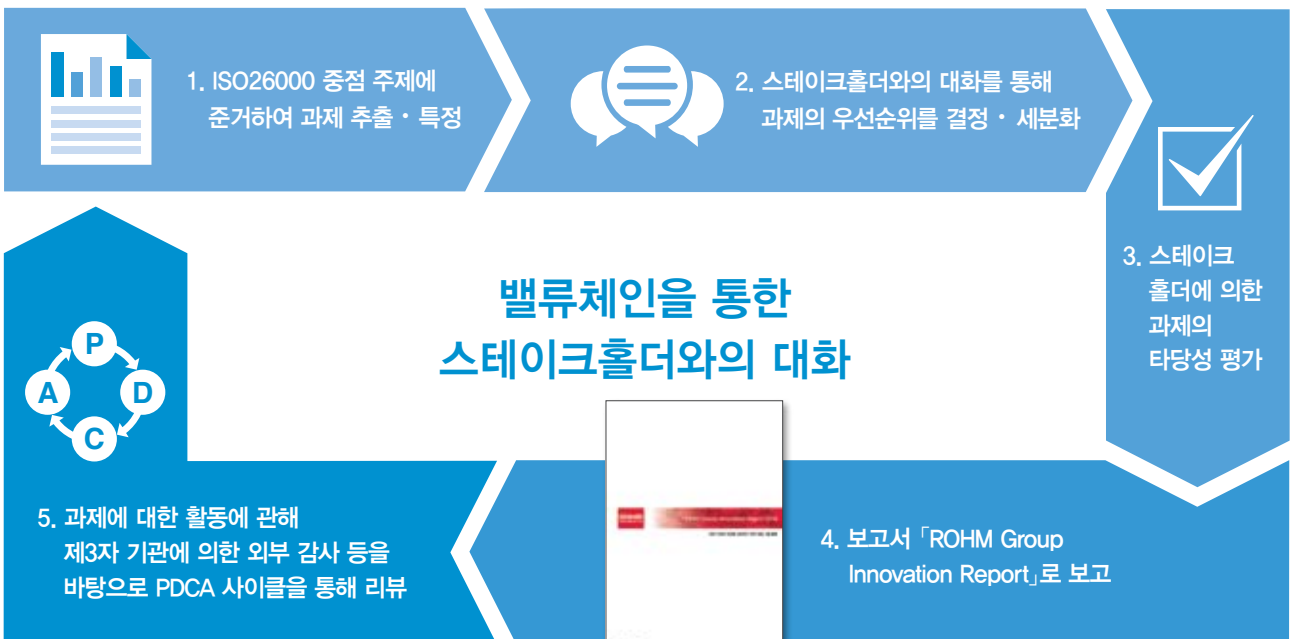 1. ISO26000 중점 주제에
준거하여 과제 추출・특정
2. 스테이크홀더와의 대화를 통해
과제의 우선순위를 결정・세분화
3. 스테이크
홀더에 의한
과제의
타당성 평가
밸류체인을 통한
스테이크홀더와의 대화
P
A
D
C
5. 과제에 대한 활동에 관해
제3자 기관에 의한 외부 감사 등을
바탕으로 PDCA 사이클을 통해 리뷰
4. 보고서 「ROHM Group
Innovation Report」로 보고